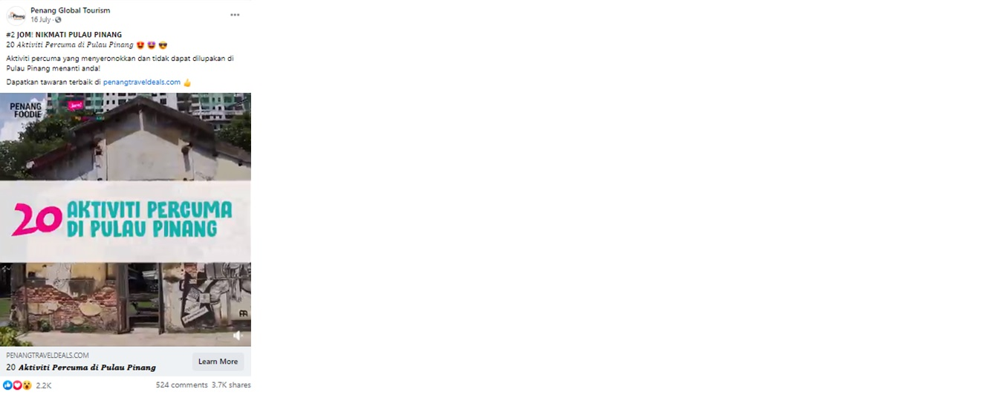 Penang Global Tourism
16 July ·
#2 JOM! NIKMATI PULAU PINANG
20 Aktiviti Percuma di Pulau Pinang 😍 🤩 😎
Aktiviti percuma yang menyeronokkan dan tidak dapat dilupakan di
Pulau Pinang menanti anda!
Dapatkan tawaran terbaik di penangtraveldeals.com 👍
PENANG
FOODIE
Jom!
20 AKTIVITI PERCUMA
DI PULAU PINANG
PENANGTRAVELDEALS.COM
20 Aktiviti Percuma di Pulau Pinang
Learn More
2.2K
524 comments 3.7K shares